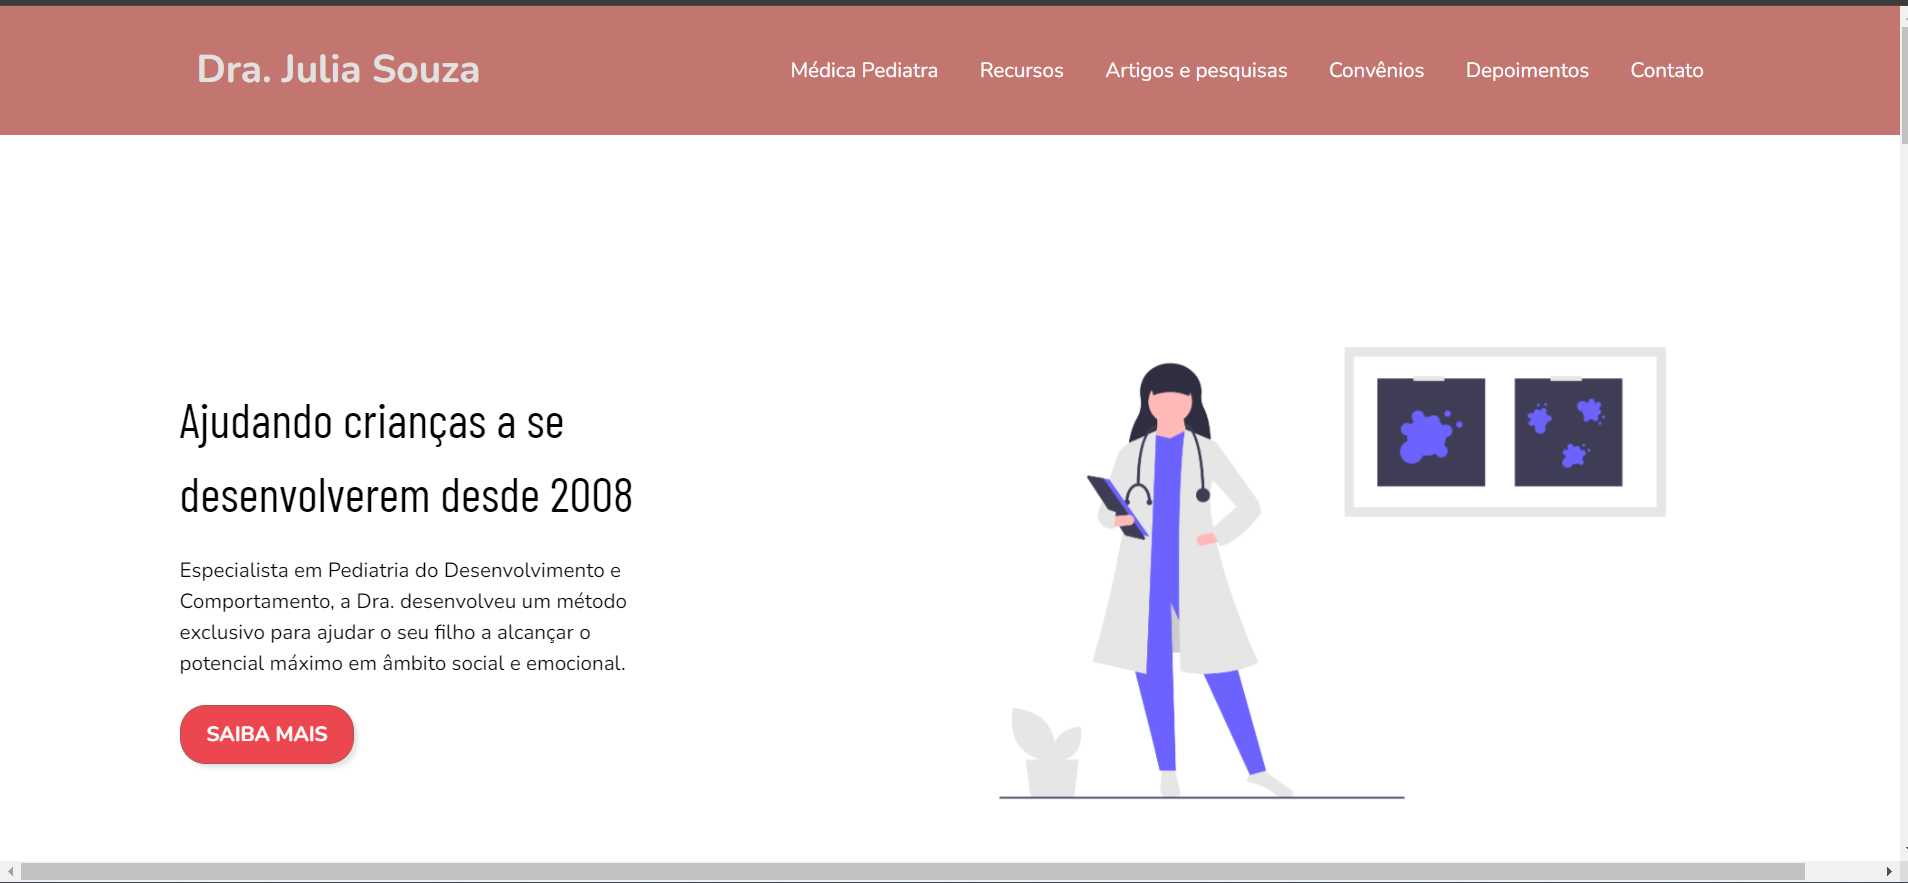 Dra. Julia Souza
Médica Pediatra Recursos Artigos e pesquisas Convênios Depoimentos Contato
Ajudando crianças a se
desenvolverem desde 2008
Especialista em Pediatria do Desenvolvimento e
Comportamento, a Dra. desenvolveu um método
exclusivo para ajudar o seu filho a alcançar o
potencial máximo em âmbito social e emocional.
SAIBA MAIS